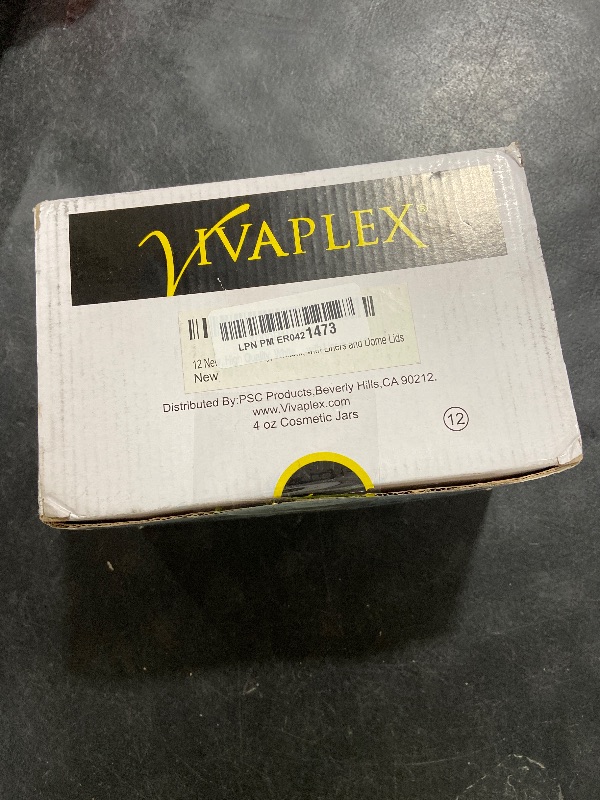 VIVAPLEX®
LPN PM ER0421473
12 with Liners and Dome Lids
New
Distributed By:PSC Products,Beverly Hills,CA 90212.
www.Vivaplex.com
4 oz Cosmetic Jars
12